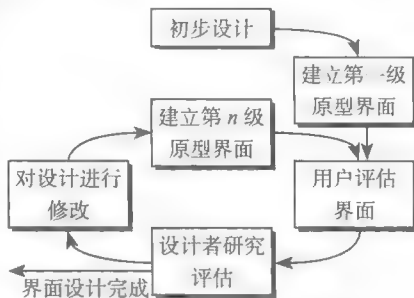 初步设计
建立第一级
原型界面
建立第 n 级
原型界面
对设计进行
修改
用户评估
界面
设计者研究
评估
界面设计完成